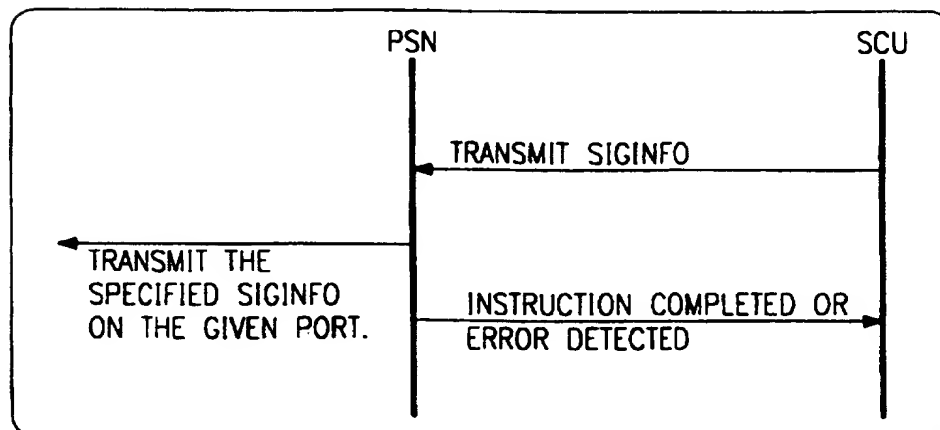 PSN
SCU
TRANSMIT SIGINFO
TRANSMIT THE
SPECIFIED SIGINFO
ON THE GIVEN PORT.
INSTRUCTION COMPLETED OR
ERROR DETECTED